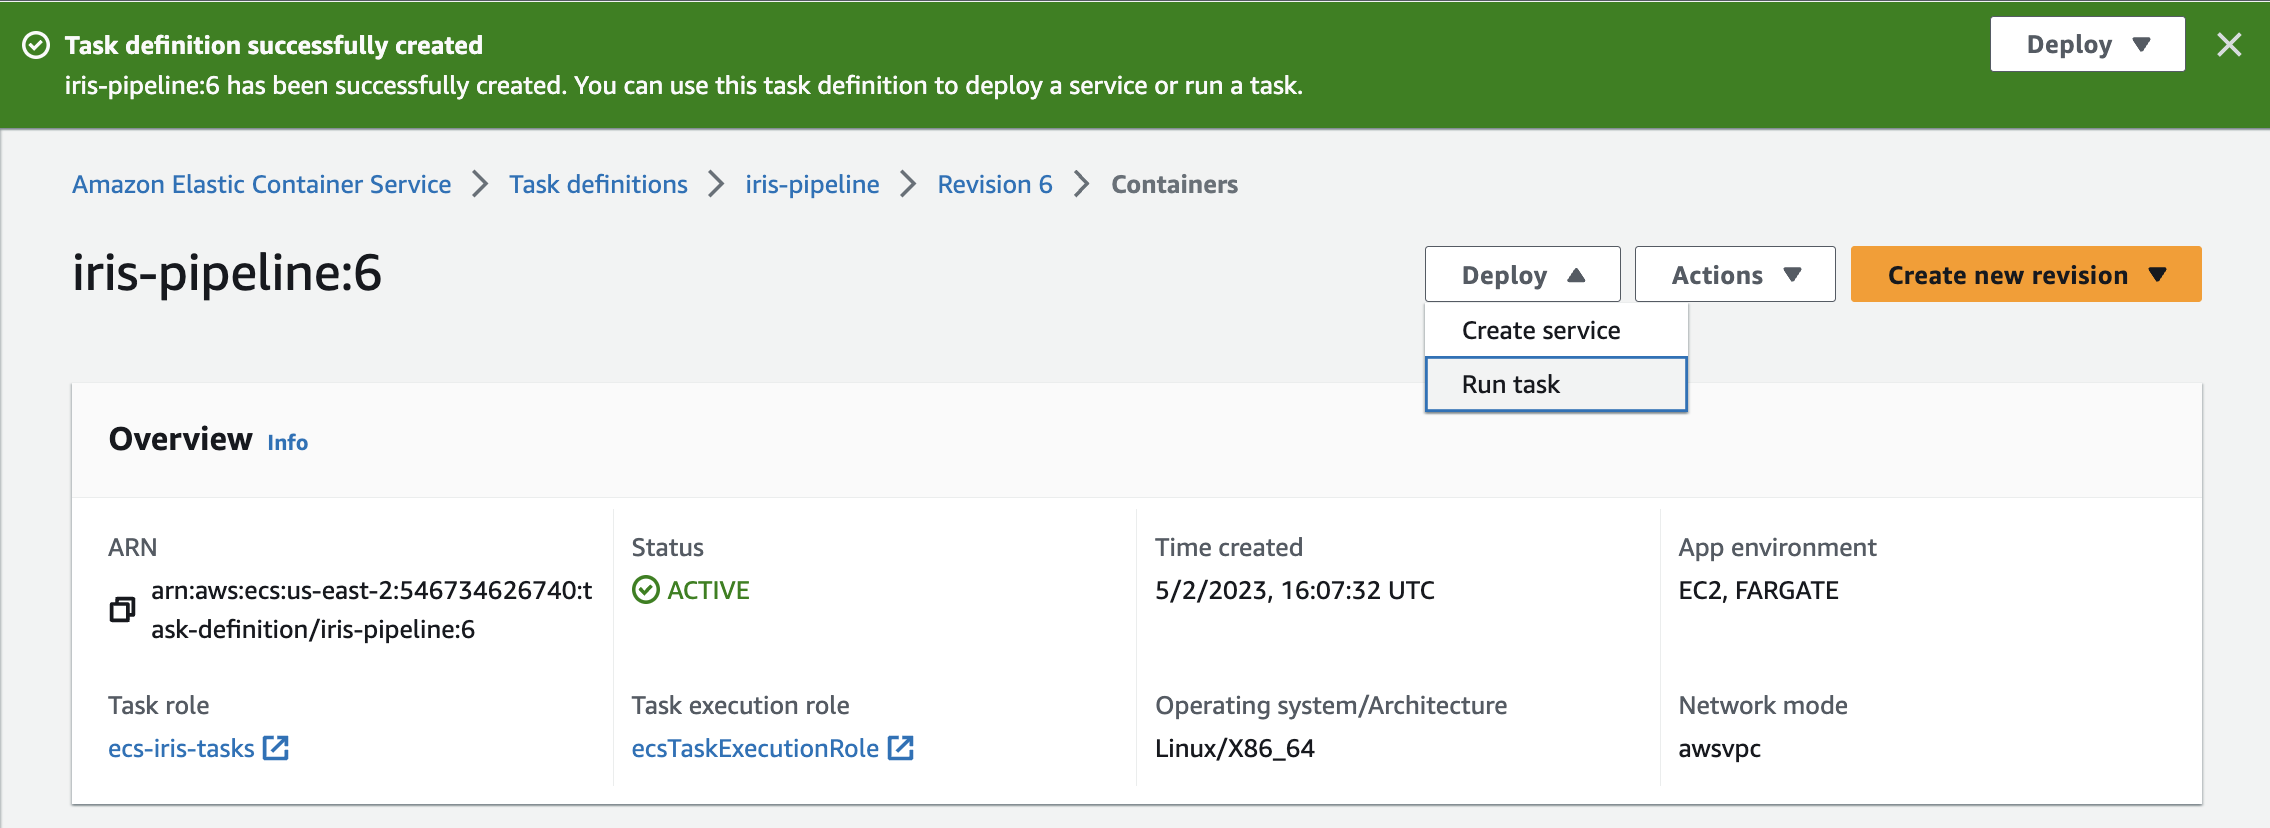 Task definition successfully created
iris-pipeline:6 has been successfully created. You can use this task definition to deploy a service or run a task.
Deploy
Amazon Elastic Container Service
Task definitions
iris-pipeline
Revision 6
Containers
iris-pipeline:6
Deploy
Actions
Create new revision
Create service
Run task
Overview Info
ARN
arn:aws:ecs:us-east-2:546734626740:t
ask-definition/iris-pipeline:6
Status
ACTIVE
Time created
5/2/2023, 16:07:32 UTC
App environment
EC2, FARGATE
Task role
ecs-iris-tasks
Task execution role
ecsTaskExecutionRole
Operating system/Architecture
Linux/X86_64
Network mode
awsvpc